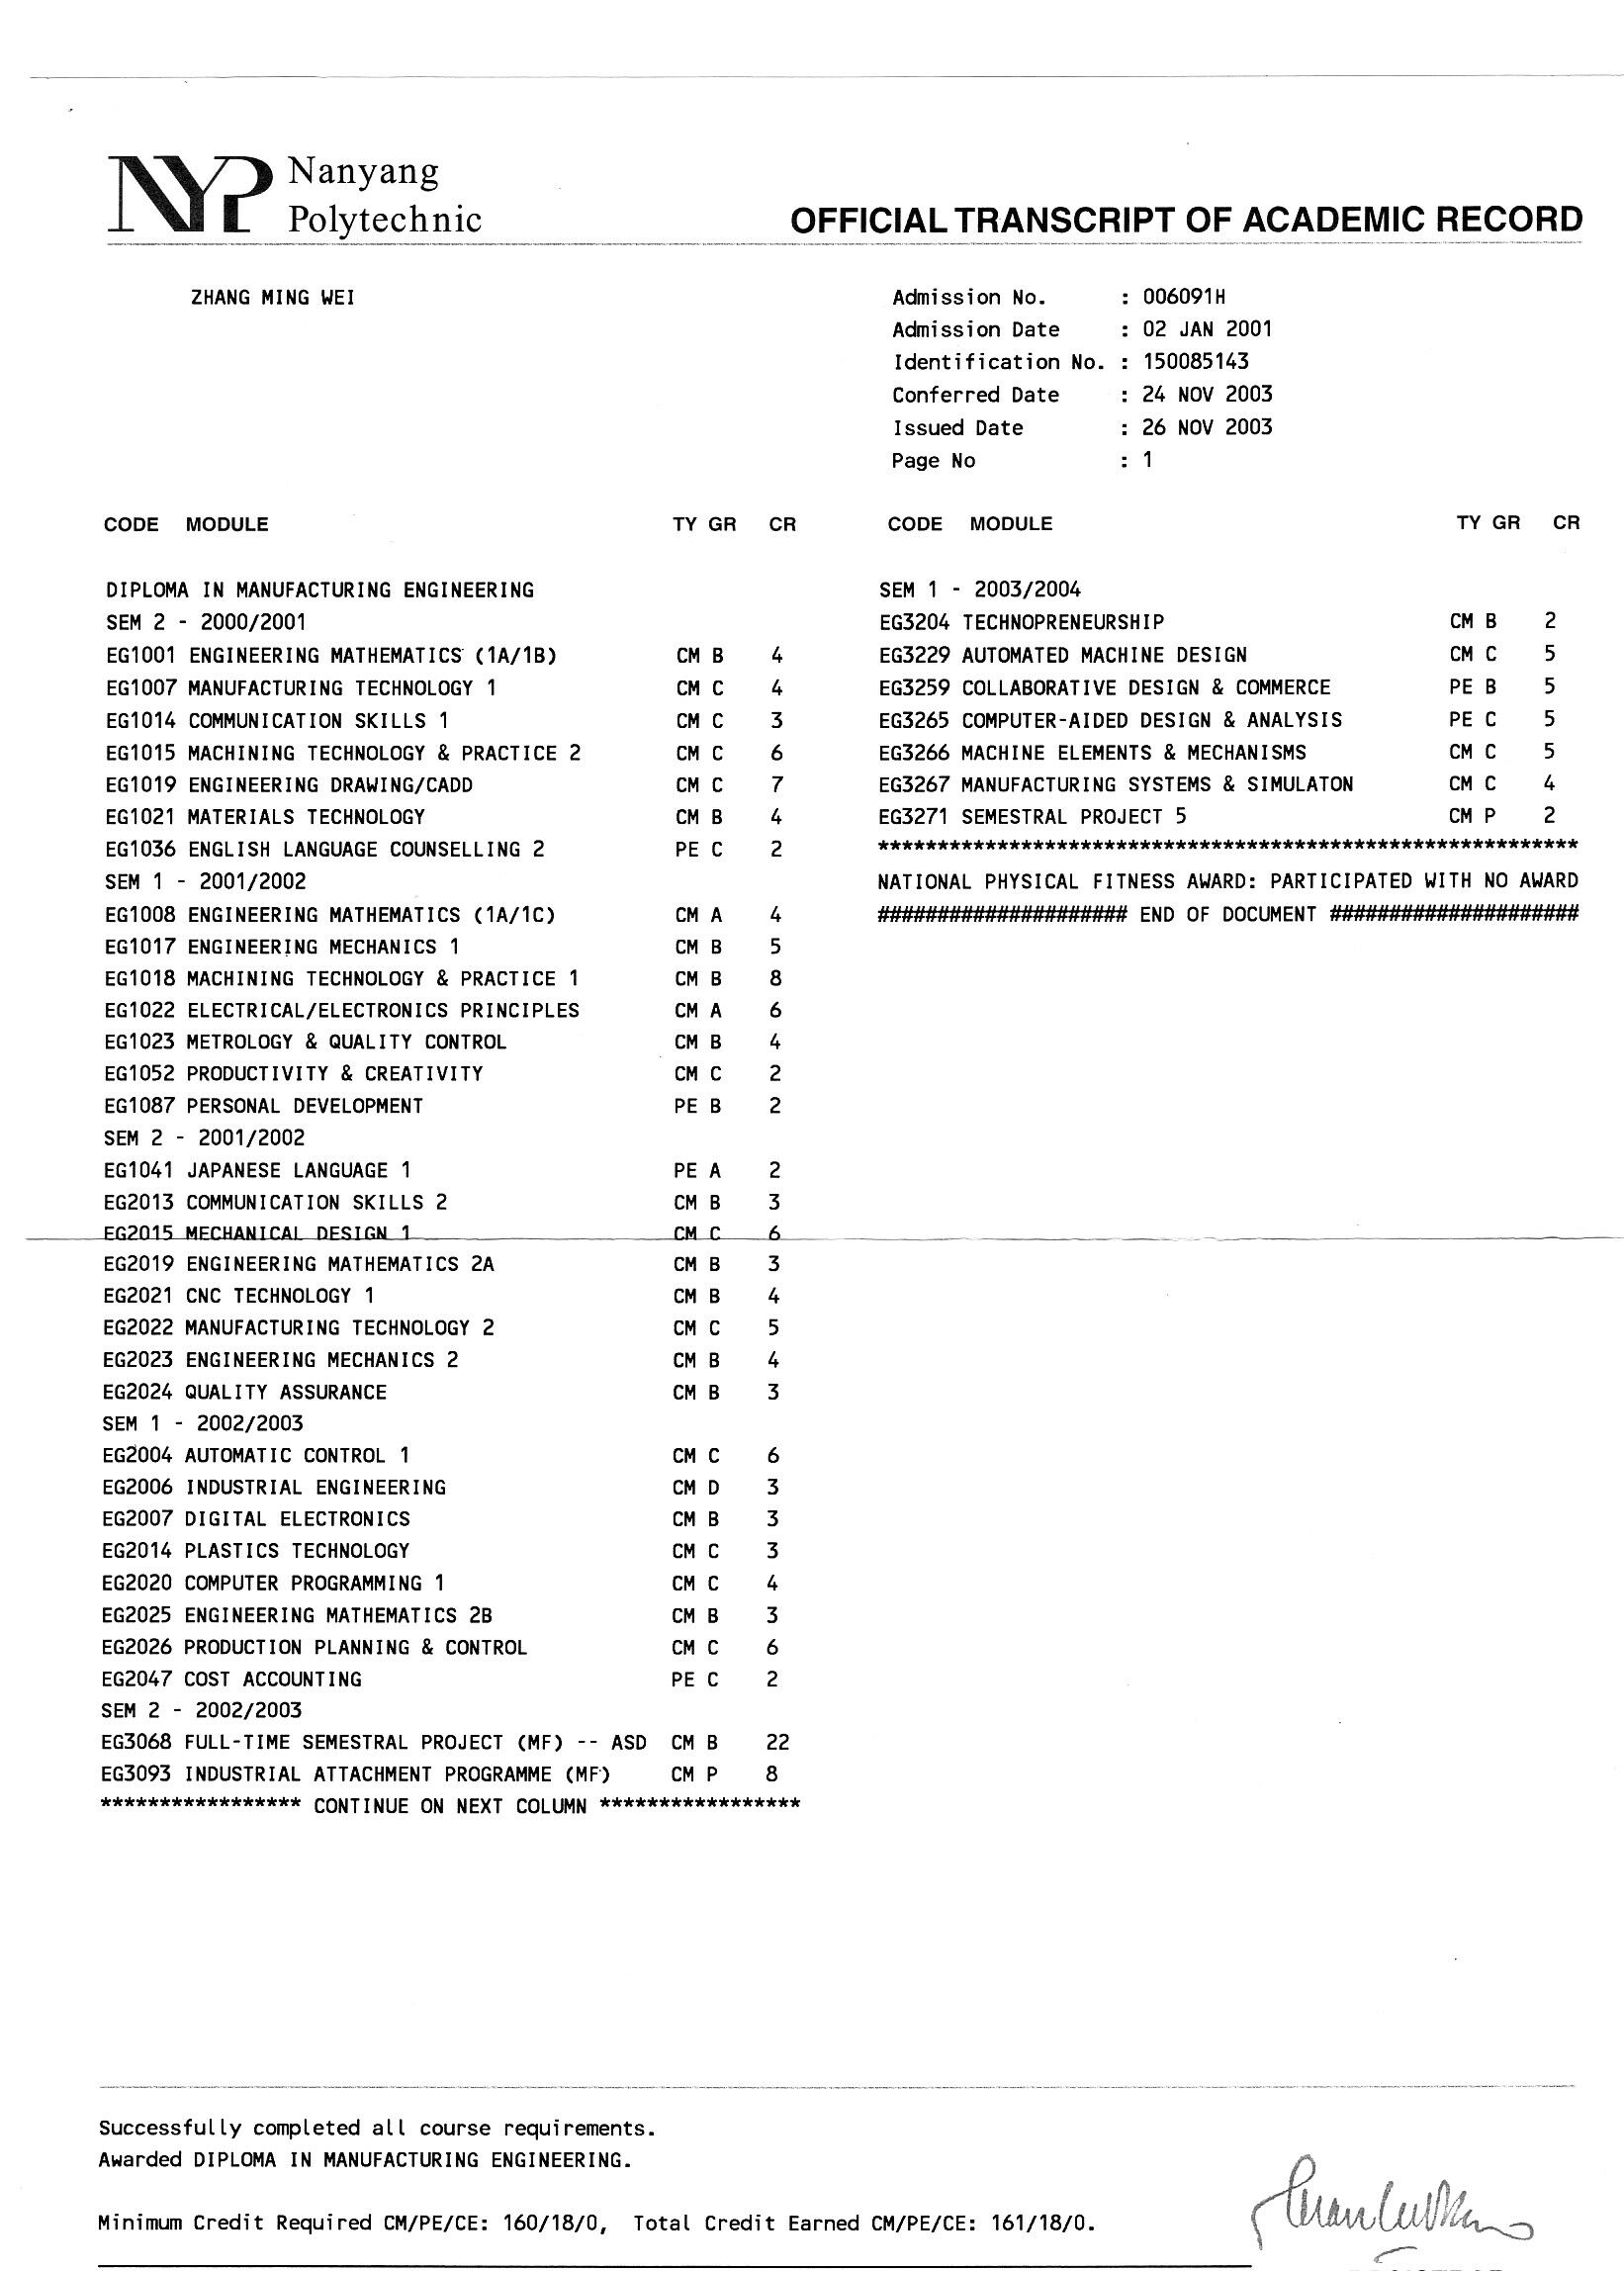 NYP Nanyang
Polytechnic
OFFICIAL TRANSCRIPT OF ACADEMIC RECORD
ZHANG MING WEI
Admission No. : 006091H
Admission Date : 02 JAN 2001
Identification No. : 150085143
Conferred Date : 24 NOV 2003
Issued Date : 26 NOV 2003
Page No : 1
CODE MODULE TY GR CR
DIPLOMA IN MANUFACTURING ENGINEERING
SEM 2 - 2000/2001
EG1001 ENGINEERING MATHEMATICS (1A/1B) CM B 4
EG1007 MANUFACTURING TECHNOLOGY 1 CM C 4
EG1014 COMMUNICATION SKILLS 1 CM C 3
EG1015 MACHINING TECHNOLOGY & PRACTICE 2 CM C 6
EG1019 ENGINEERING DRAWING/CADD CM C 7
EG1021 MATERIALS TECHNOLOGY CM B 4
EG1036 ENGLISH LANGUAGE COUNSELLING 2 PE C 2
SEM 1 - 2001/2002
EG1008 ENGINEERING MATHEMATICS (1A/1C) CM A 4
EG1017 ENGINEERING MECHANICS 1 CM B 5
EG1018 MACHINING TECHNOLOGY & PRACTICE 1 CM B 8
EG1022 ELECTRICAL/ELECTRONICS PRINCIPLES CM A 6
EG1023 METROLOGY & QUALITY CONTROL CM B 4
EG1052 PRODUCTIVITY & CREATIVITY CM C 2
EG1087 PERSONAL DEVELOPMENT PE B 2
SEM 2 - 2001/2002
EG1041 JAPANESE LANGUAGE 1 PE A 2
EG2013 COMMUNICATION SKILLS 2 CM B 3
EG2015 MECHANICAL DESIGN 1 CM C 6
EG2019 ENGINEERING MATHEMATICS 2A CM B 3
EG2021 CNC TECHNOLOGY 1 CM B 4
EG2022 MANUFACTURING TECHNOLOGY 2 CM C 5
EG2023 ENGINEERING MECHANICS 2 CM B 4
EG2024 QUALITY ASSURANCE CM B 3
SEM 1 - 2002/2003
EG2004 AUTOMATIC CONTROL 1 CM C 6
EG2006 INDUSTRIAL ENGINEERING CM D 3
EG2007 DIGITAL ELECTRONICS CM B 3
EG2014 PLASTICS TECHNOLOGY CM C 3
EG2020 COMPUTER PROGRAMMING 1 CM C 4
EG2025 ENGINEERING MATHEMATICS 2B CM B 3
EG2026 PRODUCTION PLANNING & CONTROL CM C 6
EG2047 COST ACCOUNTING PE C 2
SEM 2 - 2002/2003
EG3068 FULL-TIME SEMESTRAL PROJECT (MF) -- ASD CM B 22
EG3093 INDUSTRIAL ATTACHMENT PROGRAMME (MF) CM P 8
***************** CONTINUE ON NEXT COLUMN *****************
CODE MODULE TY GR CR
SEM 1 - 2003/2004
EG3204 TECHNOPRENEURSHIP CM B 2
EG3229 AUTOMATED MACHINE DESIGN CM C 5
EG3259 COLLABORATIVE DESIGN & COMMERCE PE B 5
EG3265 COMPUTER-AIDED DESIGN & ANALYSIS PE C 5
EG3266 MACHINE ELEMENTS & MECHANISMS CM C 5
EG3267 MANUFACTURING SYSTEMS & SIMULATON CM C 4
EG3271 SEMESTRAL PROJECT 5 CM P 2
***********************************************************
NATIONAL PHYSICAL FITNESS AWARD: PARTICIPATED WITH NO AWARD
##################### END OF DOCUMENT #####################
Successfully completed all course requirements.
Awarded DIPLOMA IN MANUFACTURING ENGINEERING.
Minimum Credit Required CM/PE/CE: 160/18/0, Total Credit Earned CM/PE/CE: 161/18/0.